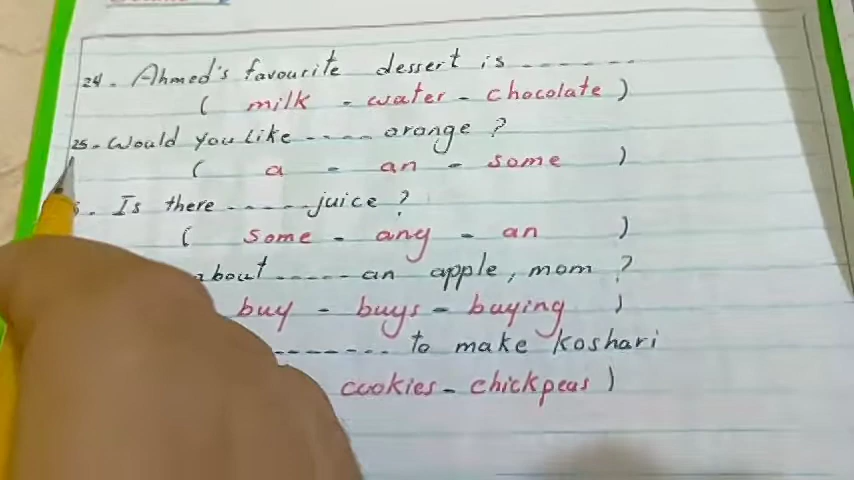 24. Ahmed's favourite dessert is -------
( milk - water - chocolate )
25. Would you like ---- orange ?
( a - an - some )
. Is there ----- juice ?
( some - any - an )
about ----- an apple, mom ?
buy - buys - buying )
-------- to make koshari
cookies - chickpeas )